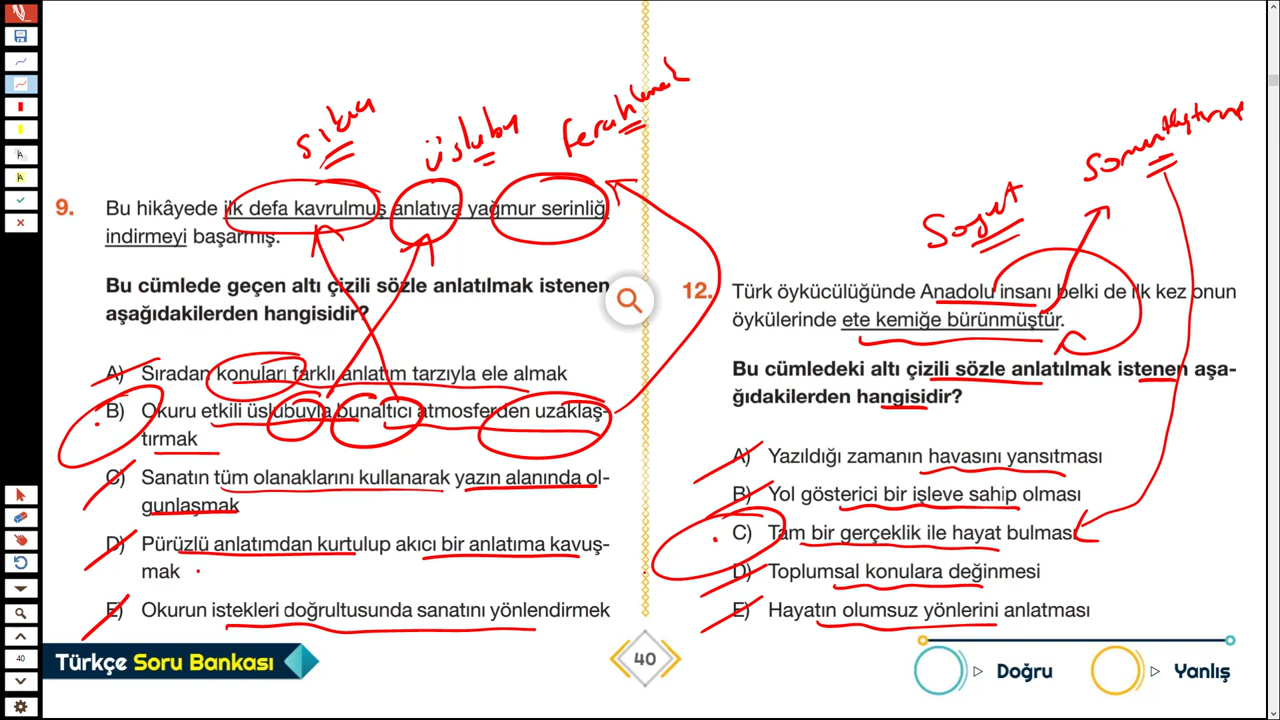 sıkıcı
üslubu
ferahlamak
9. Bu hikâyede ilk defa kavrulmuş anlatıya yağmur serinliği
indirmeyi başarmış.
Bu cümlede geçen altı çizili sözle anlatılmak istenen
aşağıdakilerden hangisidir?
A) Sıradan konuları farklı anlatım tarzıyla ele almak
B) Okuru etkili üslubuyla bunaltıcı atmosferden uzaklaş-
tırmak
C) Sanatın tüm olanaklarını kullanarak yazın alanında ol-
gunlaşmak
D) Pürüzlü anlatımdan kurtulup akıcı bir anlatıma kavuş-
mak
E) Okurun istekleri doğrultusunda sanatını yönlendirmek
Somutlaştırma
Soyut
12. Türk öykücülüğünde Anadolu insanı belki de ilk kez onun
öykülerinde ete kemiğe bürünmüştür.
Bu cümledeki altı çizili sözle anlatılmak istenen aşa-
ğıdakilerden hangisidir?
A) Yazıldığı zamanın havasını yansıtması
B) Yol gösterici bir işleve sahip olması
C) Tam bir gerçeklik ile hayat bulması
D) Toplumsal konulara değinmesi
E) Hayatın olumsuz yönlerini anlatması
Türkçe Soru Bankası
40
Doğru
Yanlış
40